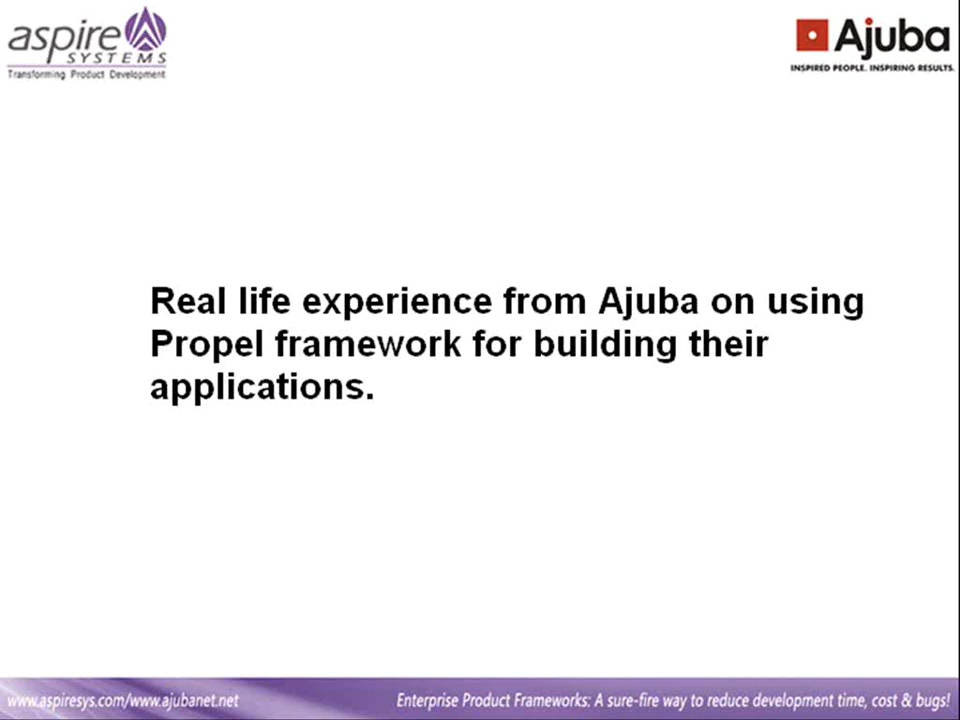 aspire
SYSTEMS
Transforming Product Development
Ajuba
INSPIRED PEOPLE. INSPIRING RESULTS.
Real life experience from Ajuba on using
Propel framework for building their
applications.
www.aspiresys.com/www.ajubanet.net
Enterprise Product Frameworks: A sure-fire way to reduce development time, cost & bugs!